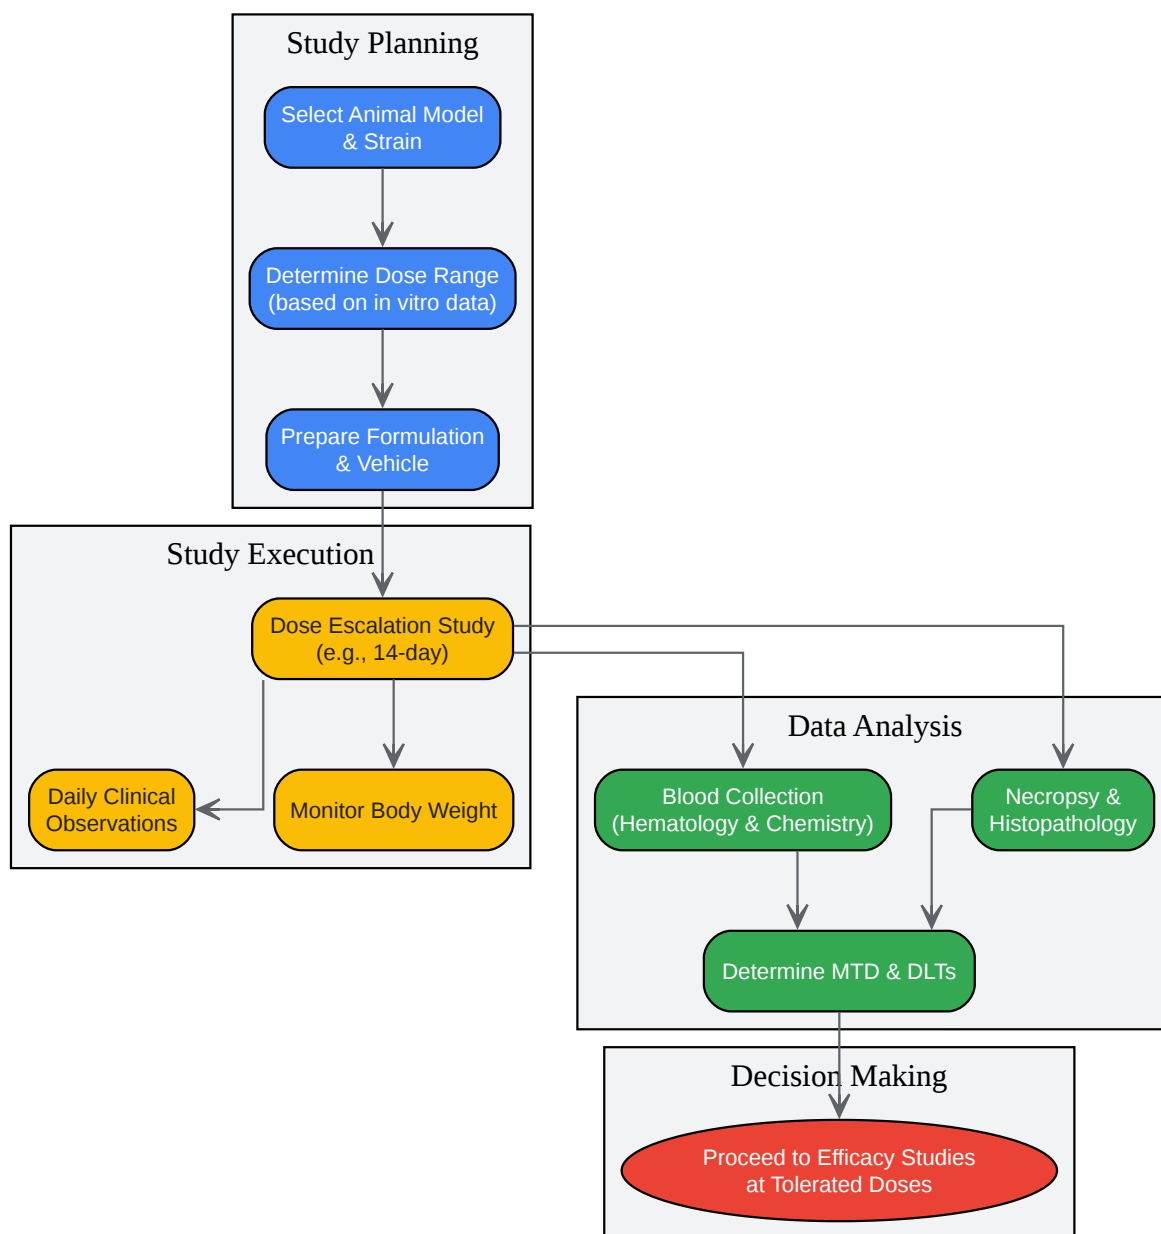 Study Planning
Select Animal Model
& Strain
Determine Dose Range
(based on in vitro data)
Prepare Formulation
& Vehicle
Study Execution
Dose Escalation Study
(e.g., 14-day)
Daily Clinical
Observations
Monitor Body Weight
Data Analysis
Blood Collection
(Hematology & Chemistry)
Necropsy &
Histopathology
Determine MTD & DLTs
Decision Making
Proceed to Efficacy Studies
at Tolerated Doses